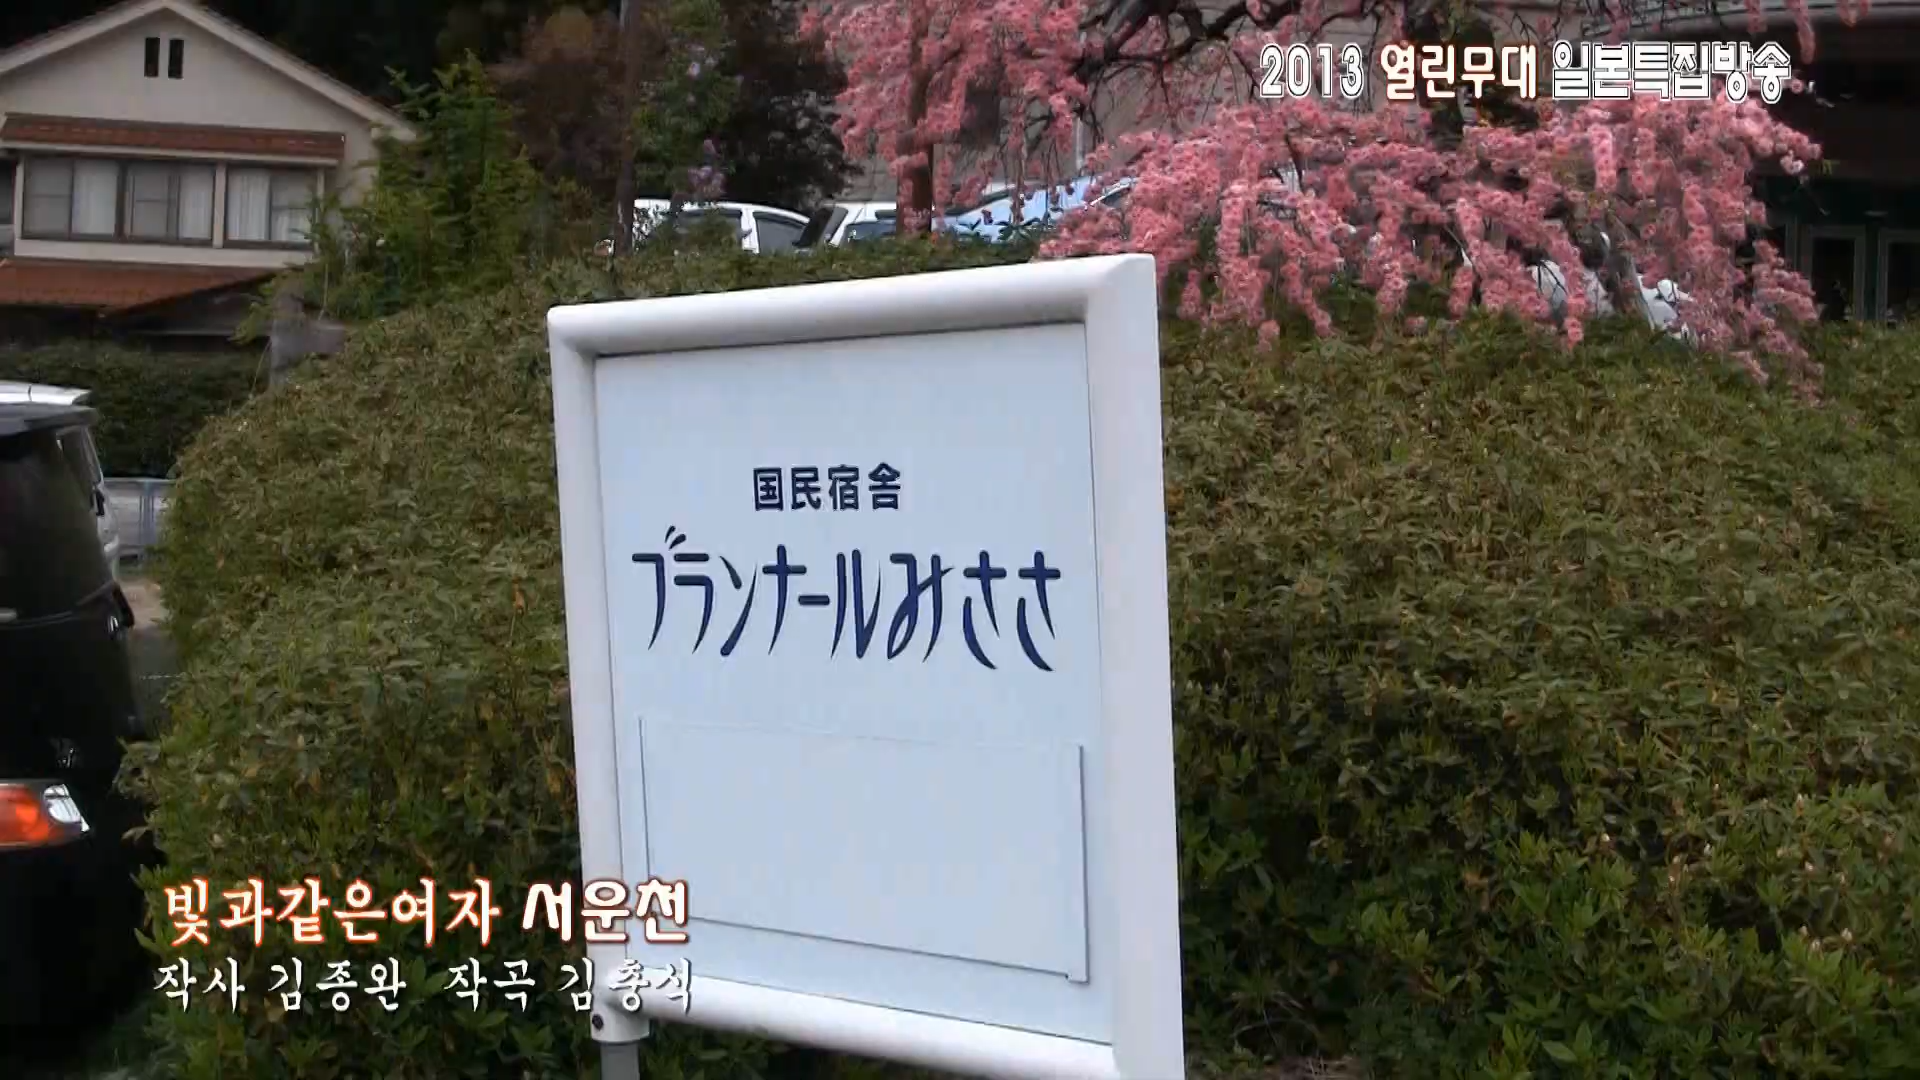 2013 열린무대 일본특집방송
国民宿舎
ブランナールみささ
빛과같은여자 서운천
작사 김종완 작곡 김총석